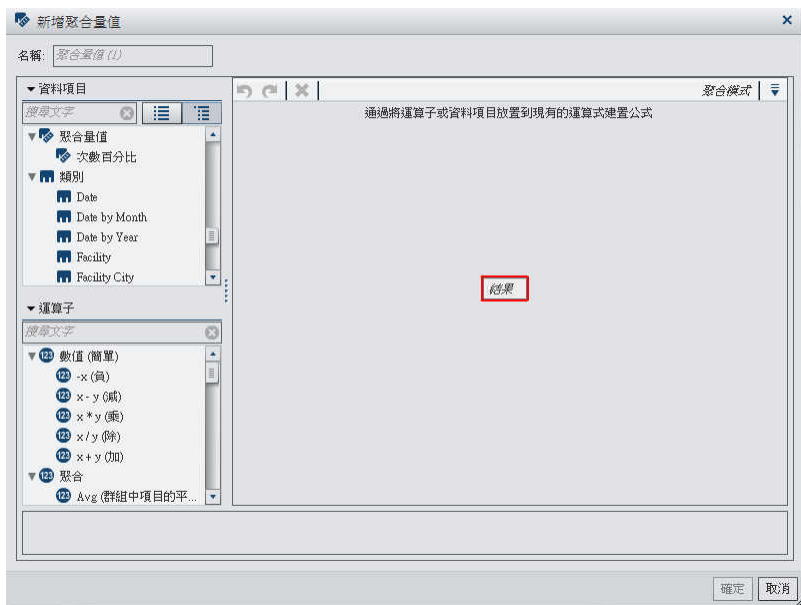 新增聚合量值
名稱: 聚合量值 (1)
資料項目
搜尋文字
聚合量值
次數百分比
類別
Date
Date by Month
Date by Year
Facility
Facility City
運算子
搜尋文字
數值 (簡單)
-x (負)
x - y (減)
x * y (乘)
x / y (除)
x + y (加)
聚合
Avg (群組中項目的平...
聚合模式
通過將運算子或資料項目放置到現有的運算式建置公式
結果
確定 取消